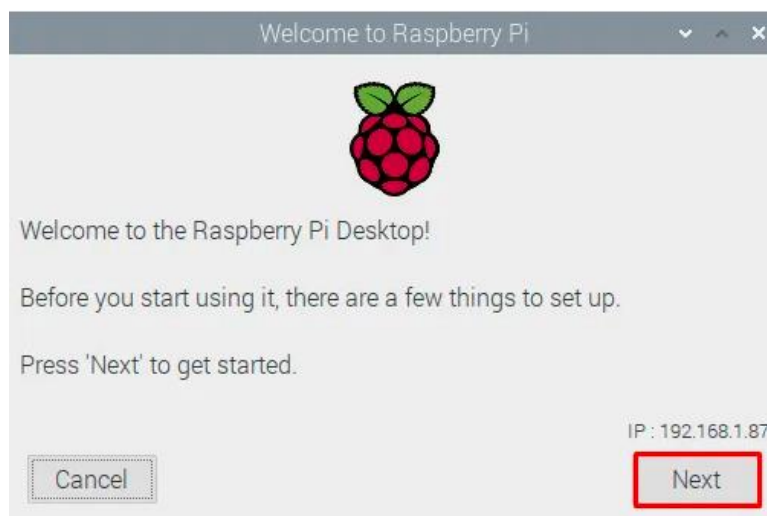 Welcome to Raspberry Pi
Welcome to the Raspberry Pi Desktop!
Before you start using it, there are a few things to set up.
Press 'Next' to get started.
IP : 192.168.1.87
Cancel
Next